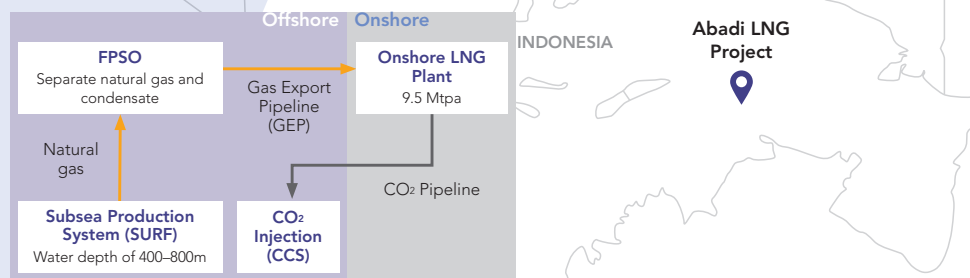 Offshore Onshore
FPSO
Separate natural gas and
condensate
Gas Export
Pipeline
(GEP)
Onshore LNG
Plant
9.5 Mtpa
Natural
gas
CO₂ Pipeline
Subsea Production
System (SURF)
Water depth of 400–800m
CO₂
Injection
(CCS)
INDONESIA
Abadi LNG
Project